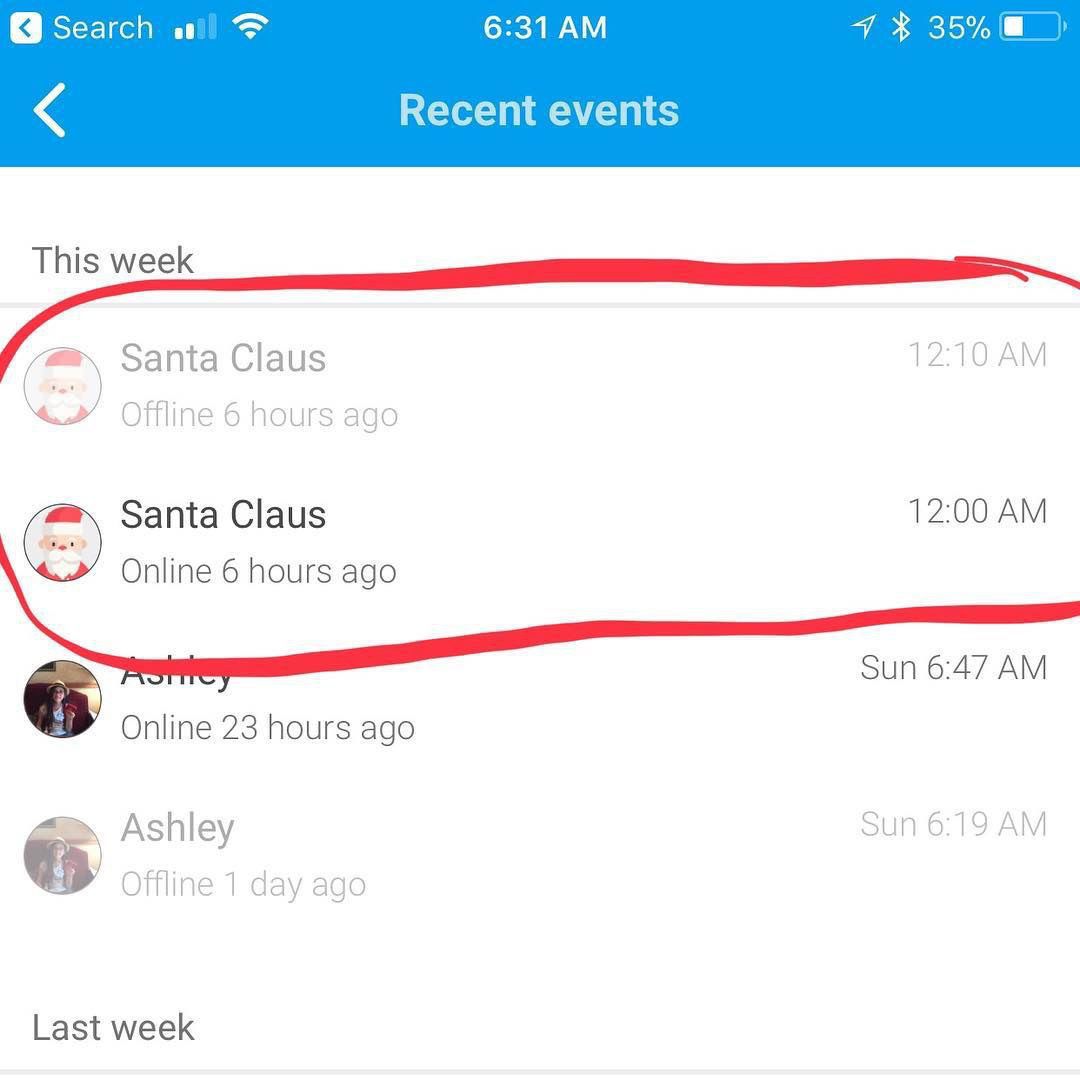 Search 6:31 AM 35%
Recent events
This week
Santa Claus 12:10 AM
Offline 6 hours ago
Santa Claus 12:00 AM
Online 6 hours ago
Ashley Sun 6:47 AM
Online 23 hours ago
Ashley Sun 6:19 AM
Offline 1 day ago
Last week